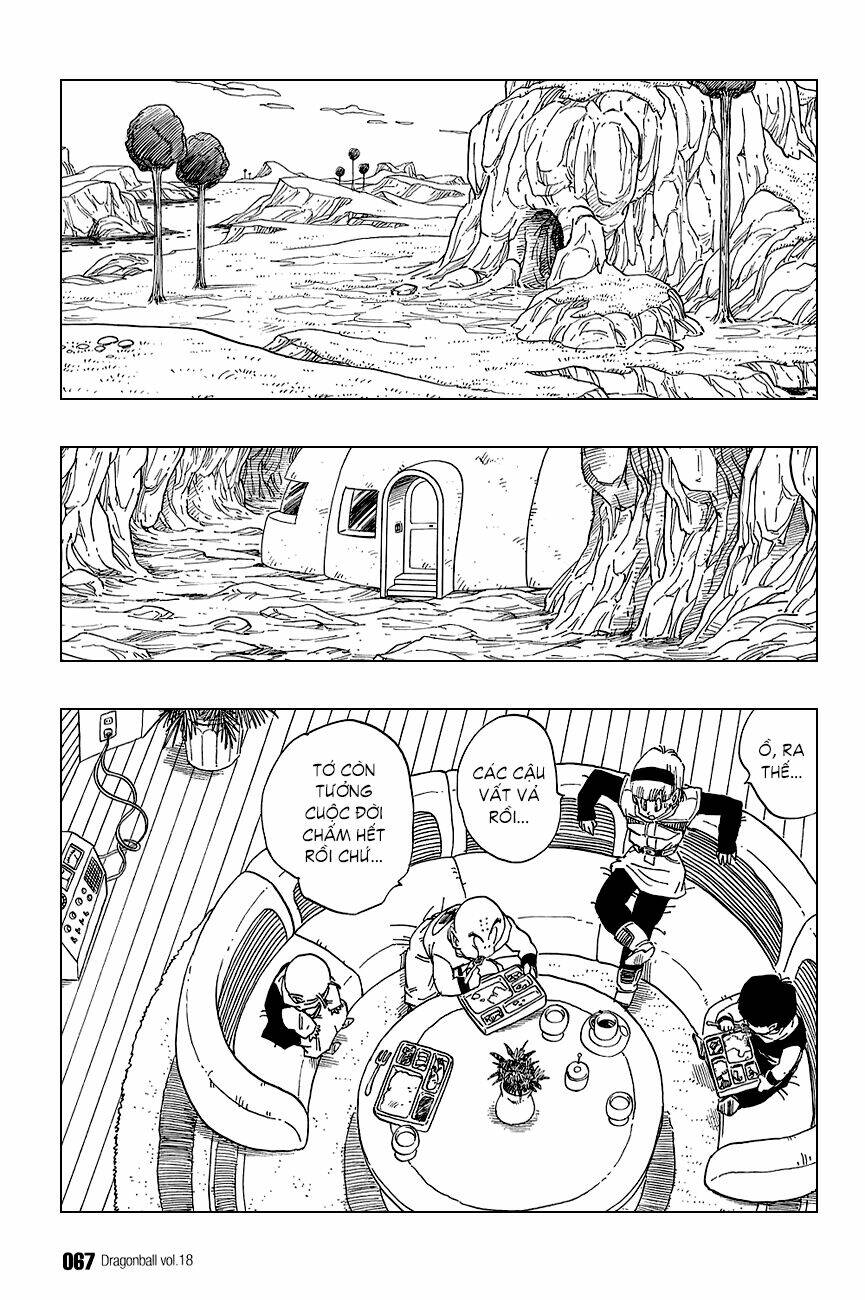 Ồ, RA
THẾ...
CÁC CẬU
VẤT VẢ
RỒI...
TỚ CÒN
TƯỞNG
CUỘC ĐỜI
CHẤM HẾT
RỒI CHỨ...
067 Dragonball vol.18